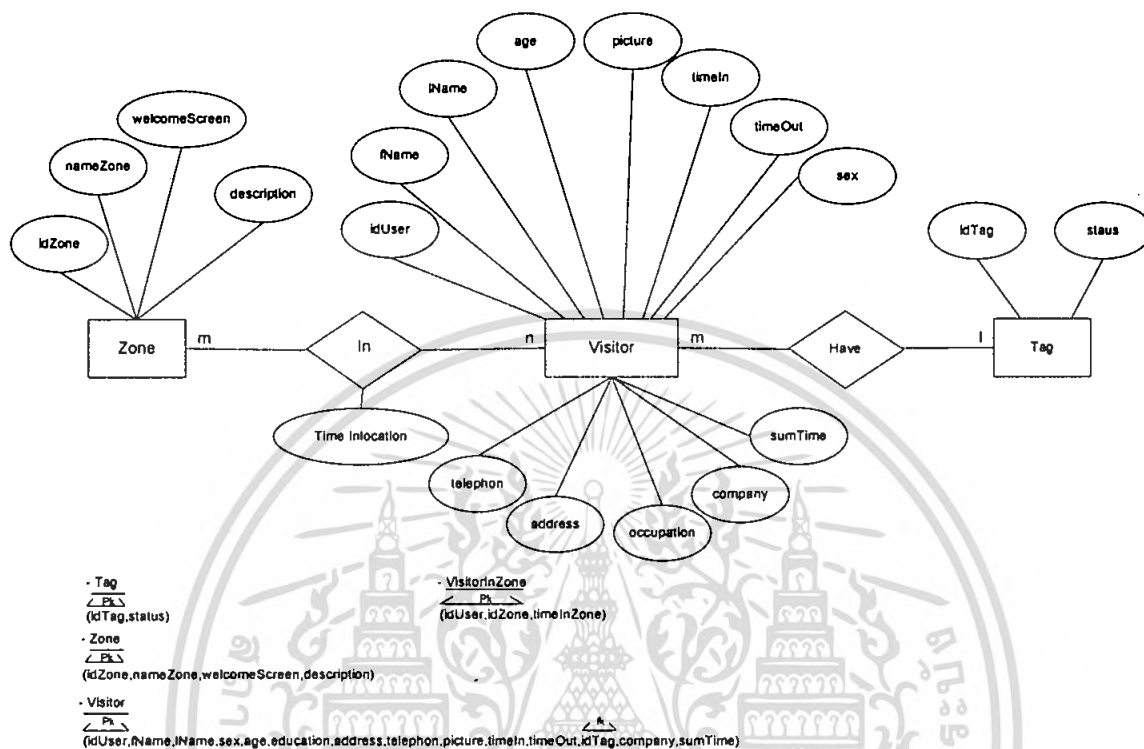 age
picture
lName
timeIn
welcomeScreen
timeOut
nameZone
fName
sex
description
idUser
idZone
idTag
staus
Zone
m
In
n
Visitor
m
Have
1
Tag
Time Inlocation
sumTime
telephon
company
address
occupation
- Tag
Pk
(idTag,status)
- VisitorInZone
Pk
(idUser,idZone,timeInZone)
- Zone
Pk
(idZone,nameZone,welcomeScreen,description)
- Visitor
Pk
fk
(idUser,fName,lName,sex,age,education,address,telephon,picture,timeIn,timeOut,idTag,company,sumTime)